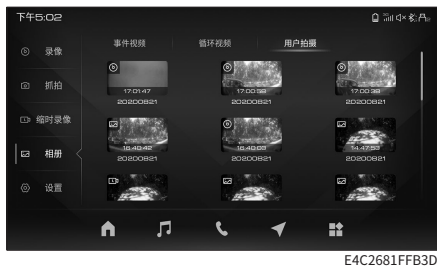 下午5:02
录像
抓拍
缩时录像
相册
设置
事件视频
循环视频
用户拍摄
17:01:47
20200821
17:00:58
20200821
17:00:38
20200821
16:40:42
20200821
16:40:03
20200821
14:47:53
20200821
E4C2681FFB3D